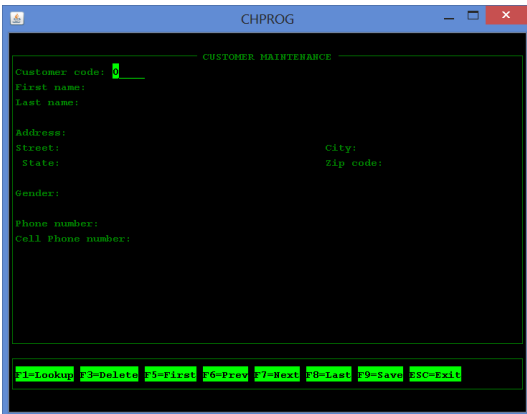 CHPROG
CUSTOMER MAINTENANCE
Customer code: 0
First name:
Last name:
Address:
Street: City:
State: Zip code:
Gender:
Phone number:
Cell Phone number:
F1=Lookup F3=Delete F5=First F6=Prev F7=Next F8=Last F9=Save ESC=Exit